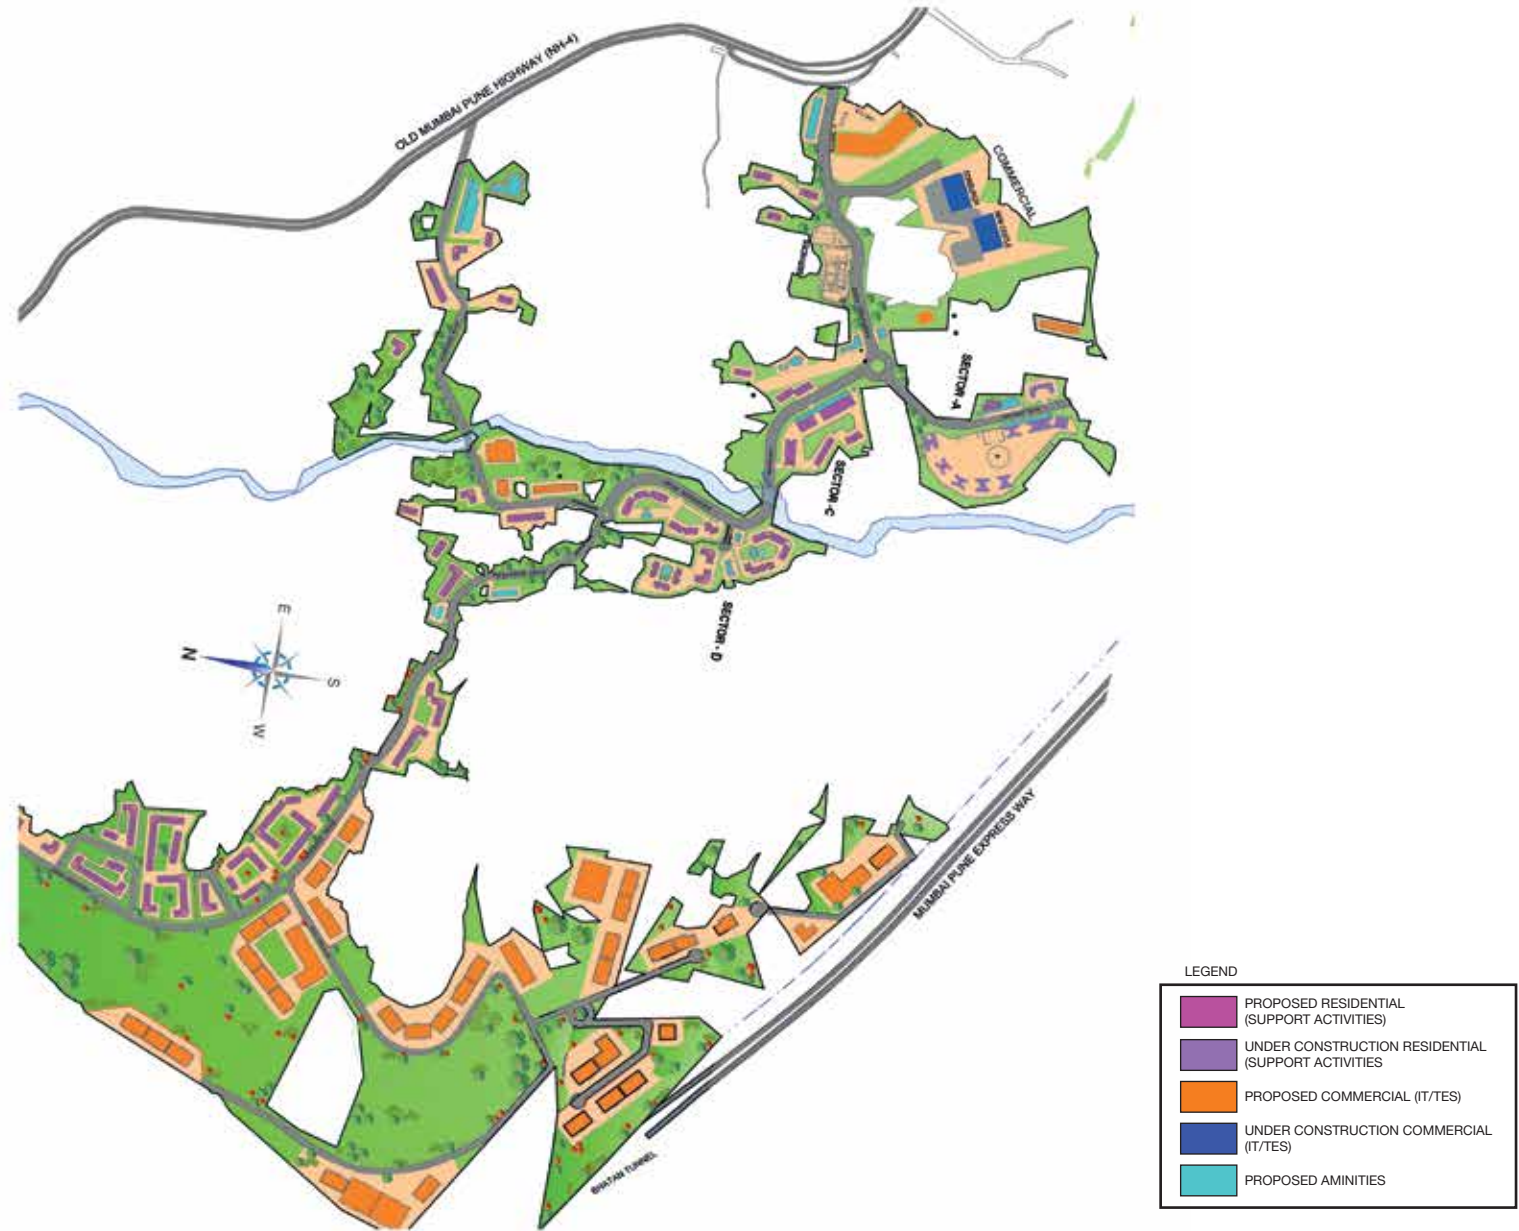 OLD MUMBAI PUNE HIGHWAY (NH-4)
COMMERCIAL
SECTOR-A
SECTOR-C
SECTOR - D
E
N
S
W
MUMBAI PUNE EXPRESS WAY
BHATAN TUNNEL
LEGEND
PROPOSED RESIDENTIAL
(SUPPORT ACTIVITIES)
UNDER CONSTRUCTION RESIDENTIAL
(SUPPORT ACTIVITIES
PROPOSED COMMERCIAL (IT/TES)
UNDER CONSTRUCTION COMMERCIAL
(IT/TES)
PROPOSED AMINITIES